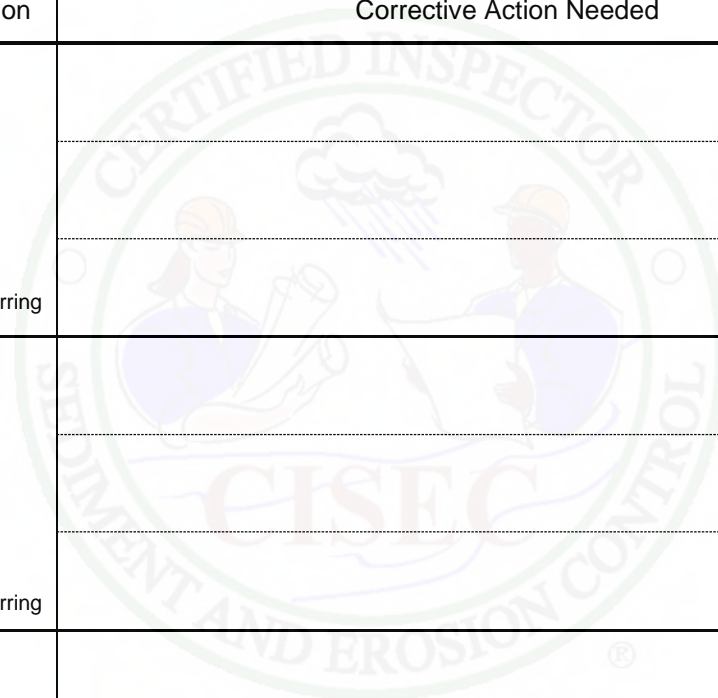 on
Corrective Action Needed
CERTIFIED INSPECTOR
rring
SEDIMENT AND EROSION CONTROL
CISEC
rring
®